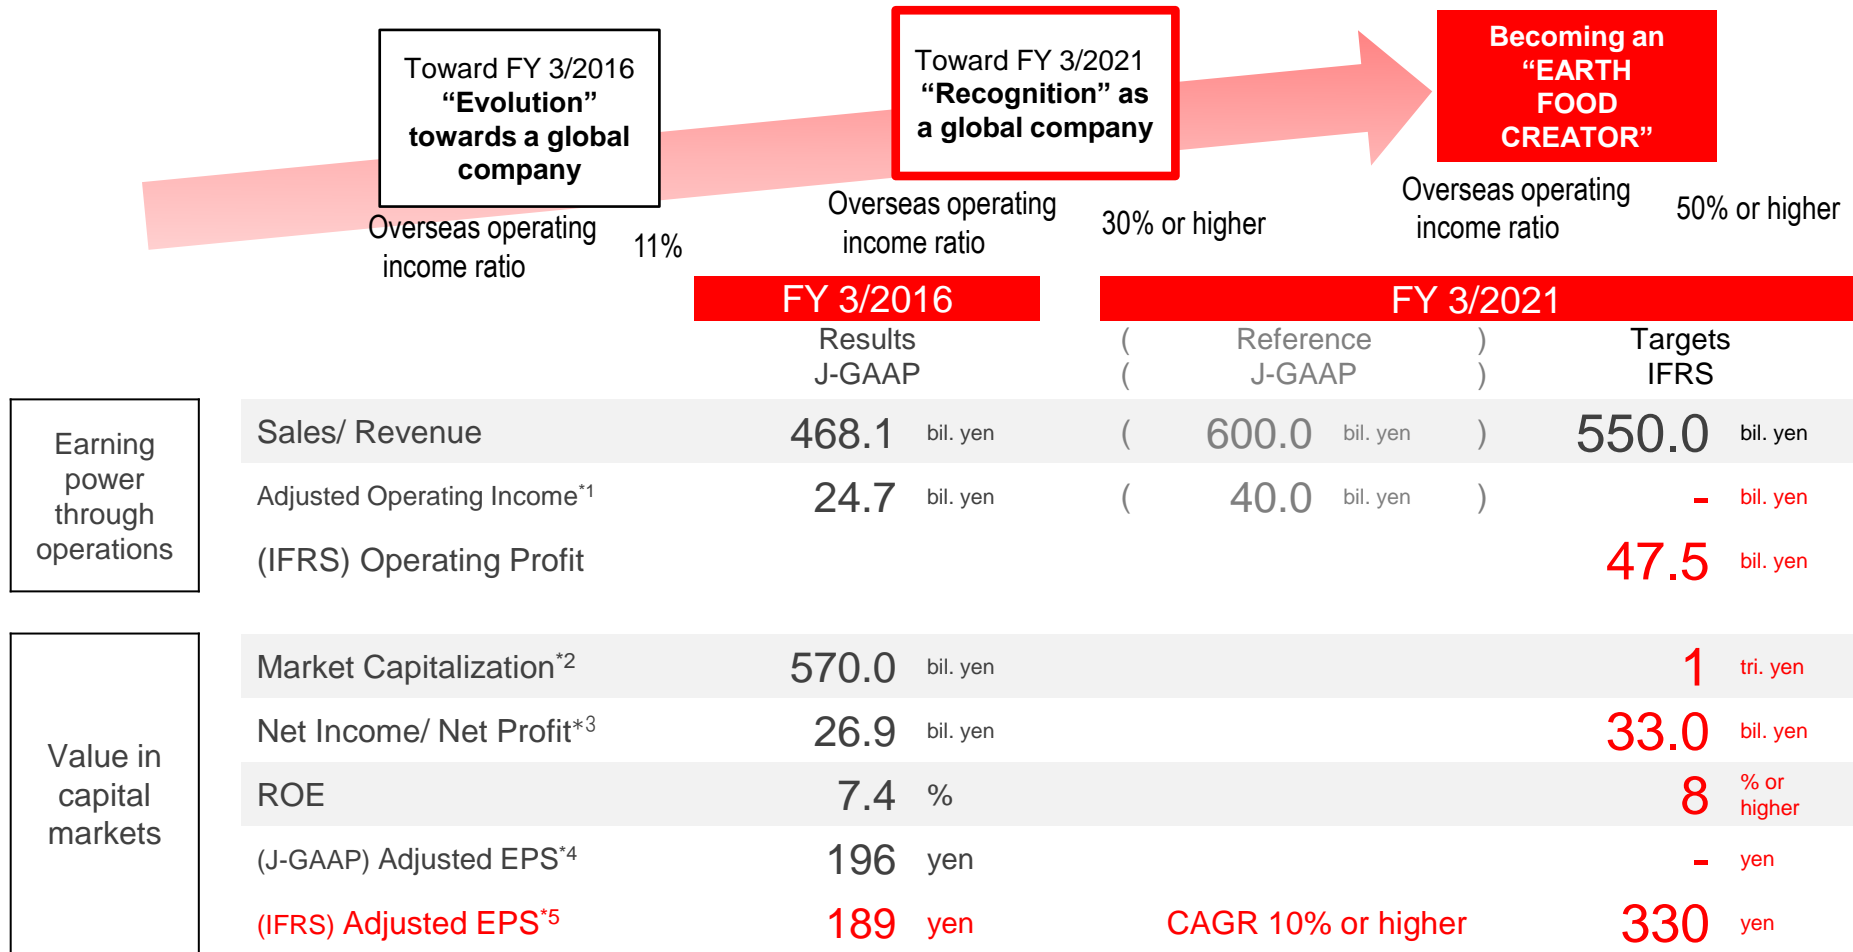 Toward FY 3/2016
“Evolution”
towards a global
company
Overseas operating
income ratio
11%
Toward FY 3/2021
“Recognition” as
a global company
Overseas operating
income ratio
30% or higher
Becoming an
“EARTH
FOOD
CREATOR”
Overseas operating
income ratio
50% or higher
FY 3/2016
FY 3/2021
Results ( Reference ) Targets
J-GAAP ( J-GAAP ) IFRS
Earning
power
through
operations
Sales/ Revenue 468.1 bil. yen ( 600.0 bil. yen ) 550.0 bil. yen
Adjusted Operating Income*1 24.7 bil. yen ( 40.0 bil. yen ) - bil. yen
(IFRS) Operating Profit 47.5 bil. yen
Value in
capital
markets
Market Capitalization*2 570.0 bil. yen 1 tri. yen
Net Income/ Net Profit*3 26.9 bil. yen 33.0 bil. yen
ROE 7.4 % 8 % or
higher
(J-GAAP) Adjusted EPS*4 196 yen - yen
(IFRS) Adjusted EPS*5 189 yen CAGR 10% or higher 330 yen